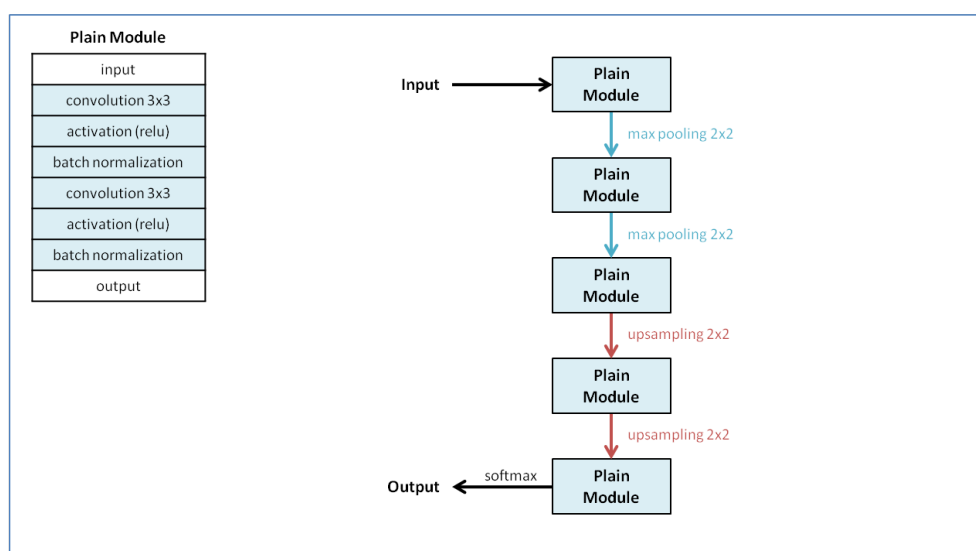 Plain Module
input
convolution 3x3
activation (relu)
batch normalization
convolution 3x3
activation (relu)
batch normalization
output
Input
Plain
Module
max pooling 2x2
Plain
Module
max pooling 2x2
Plain
Module
upsampling 2x2
Plain
Module
upsampling 2x2
Output
softmax
Plain
Module